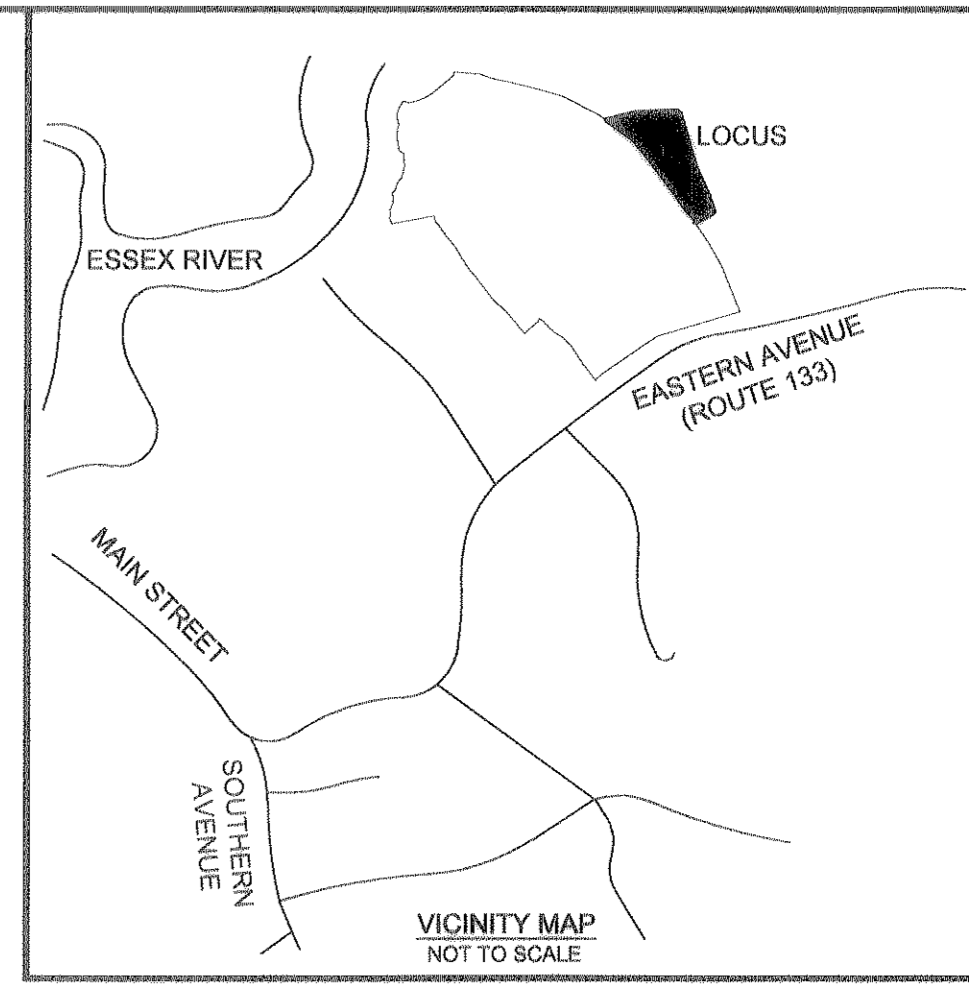 LOCUS
ESSEX RIVER
EASTERN AVENUE
(ROUTE 133)
MAIN STREET
SOUTHERN
AVENUE
VICINITY MAP
NOT TO SCALE